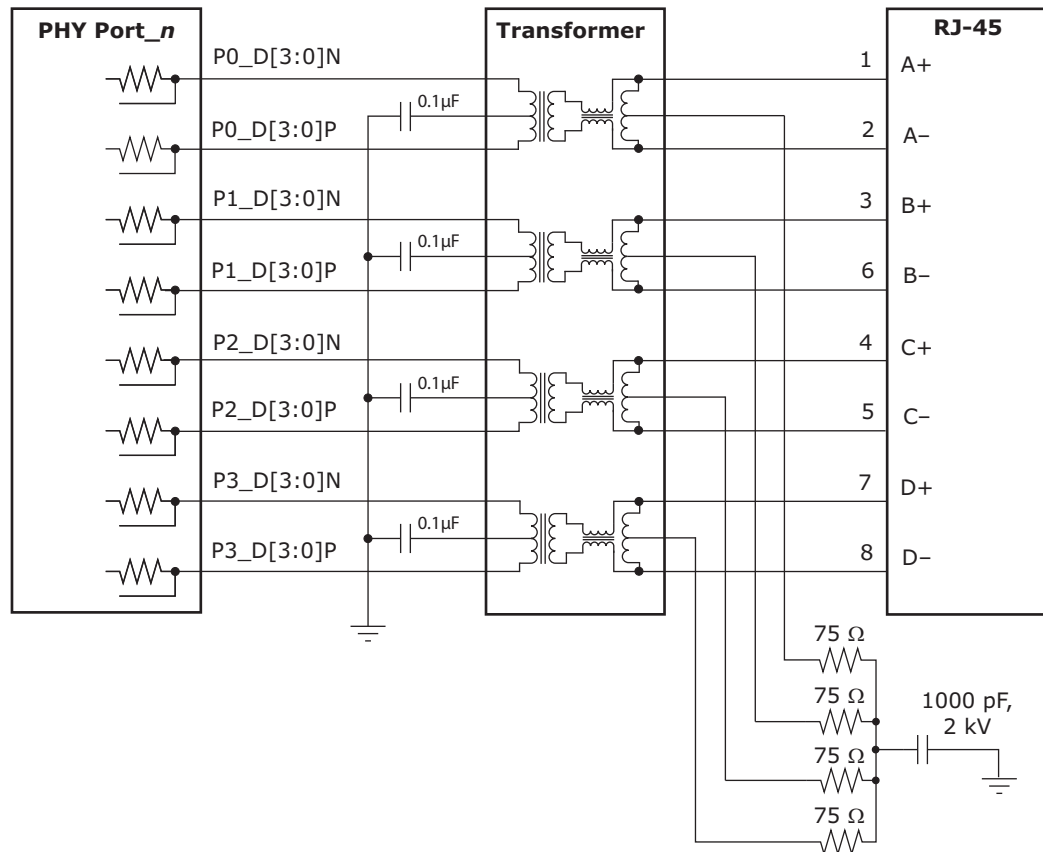 PHY Port_n
Transformer
RJ-45
P0_D[3:0]N
0.1µF
P0_D[3:0]P
1 A+
2 A–
P1_D[3:0]N
0.1µF
P1_D[3:0]P
3 B+
6 B–
P2_D[3:0]N
0.1µF
P2_D[3:0]P
4 C+
5 C–
P3_D[3:0]N
0.1µF
P3_D[3:0]P
7 D+
8 D–
75 Ω
75 Ω
75 Ω
75 Ω
1000 pF,
2 kV